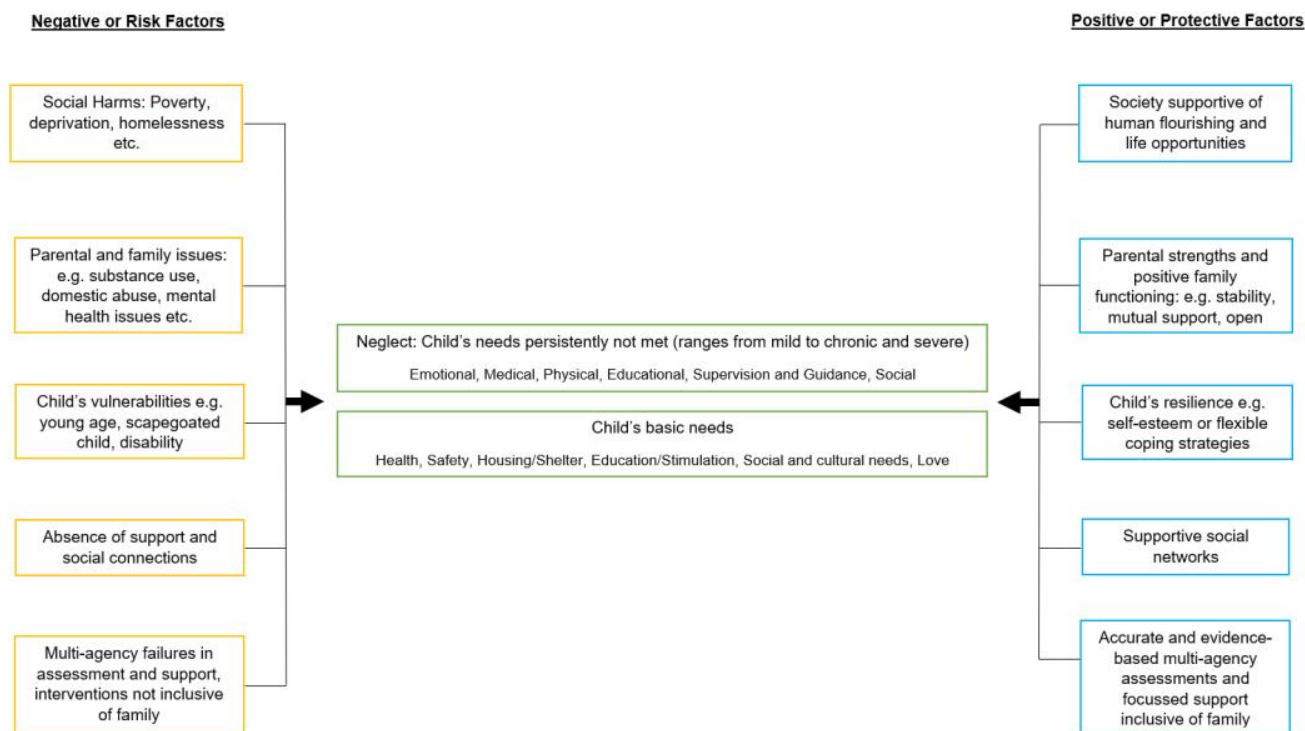 Negative or Risk Factors
Positive or Protective Factors
Social Harms: Poverty,
deprivation, homelessness
etc.
Parental and family issues:
e.g. substance use,
domestic abuse, mental
health issues etc.
Child's vulnerabilities e.g.
young age, scapegoated
child, disability
Absence of support and
social connections
Multi-agency failures in
assessment and support,
interventions not inclusive
of family
Neglect: Child's needs persistently not met (ranges from mild to chronic and severe)
Emotional, Medical, Physical, Educational, Supervision and Guidance, Social
Child's basic needs
Health, Safety, Housing/Shelter, Education/Stimulation, Social and cultural needs, Love
Society supportive of
human flourishing and
life opportunities
Parental strengths and
positive family
functioning: e.g. stability,
mutual support, open
Child's resilience e.g.
self-esteem or flexible
coping strategies
Supportive social
networks
Accurate and evidence-
based multi-agency
assessments and
focussed support
inclusive of family